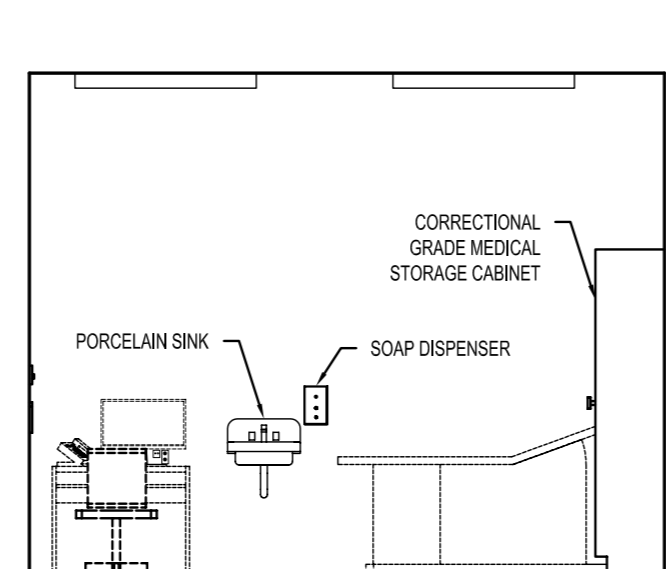 CORRECTIONAL
GRADE MEDICAL
STORAGE CABINET
PORCELAIN SINK
SOAP DISPENSER